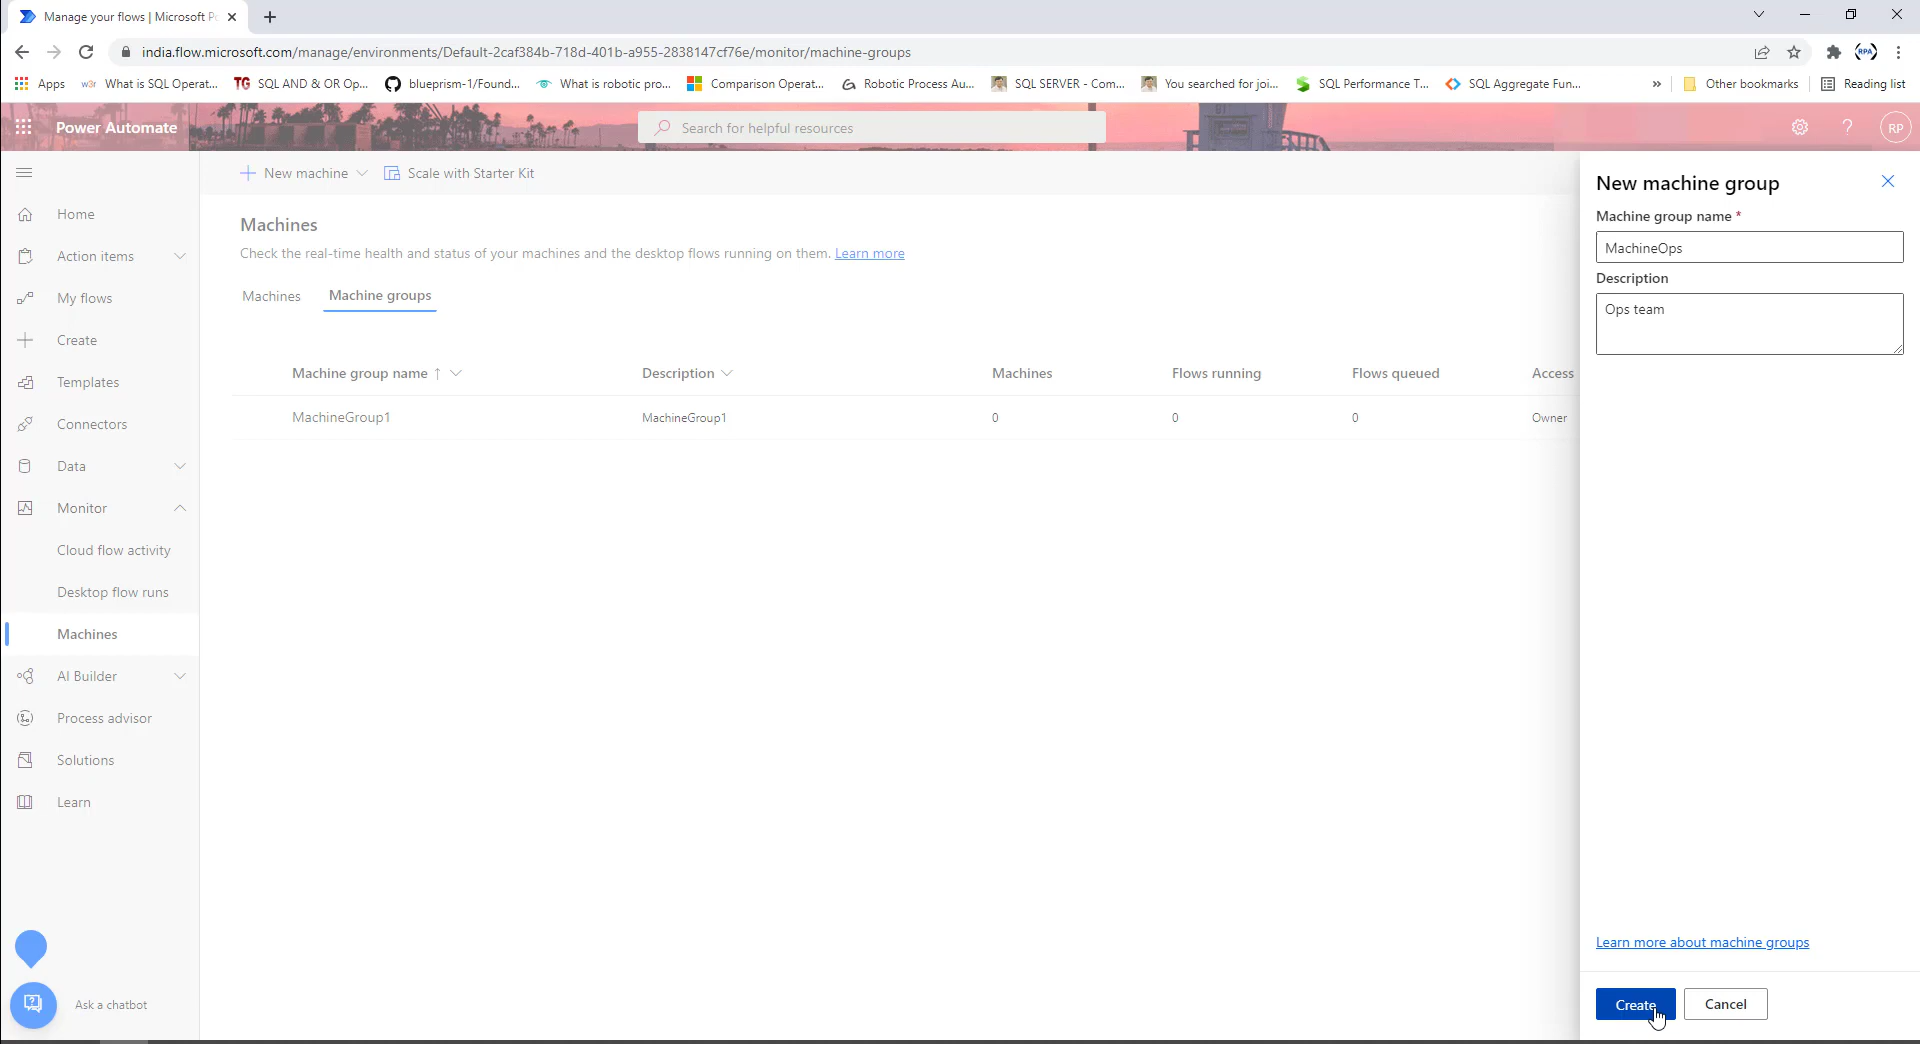 Manage your flows | Microsoft Po
india.flow.microsoft.com/manage/environments/Default-2caf384b-718d-401b-a955-2838147cf76e/monitor/machine-groups
(RPA)
Apps
w3r What is SQL Operat...
TG SQL AND & OR Op...
blueprism-1/Found...
What is robotic pro...
Comparison Operat...
Robotic Process Au...
SQL SERVER - Com...
You searched for joi...
SQL Performance T...
SQL Aggregate Fun...
»
Other bookmarks
Reading list
Power Automate
Search for helpful resources
?
RP
Home
Action items
My flows
Create
Templates
Connectors
Data
Monitor
Cloud flow activity
Desktop flow runs
Machines
AI Builder
Process advisor
Solutions
Learn
Ask a chatbot
New machine
Scale with Starter Kit
Machines
Check the real-time health and status of your machines and the desktop flows running on them. Learn more
Machines Machine groups
Machine group name ↑ Description Machines Flows running Flows queued Access
MachineGroup1 MachineGroup1 0 0 0 Owner
New machine group
Machine group name *
MachineOps
Description
Ops team
Learn more about machine groups
Create Cancel